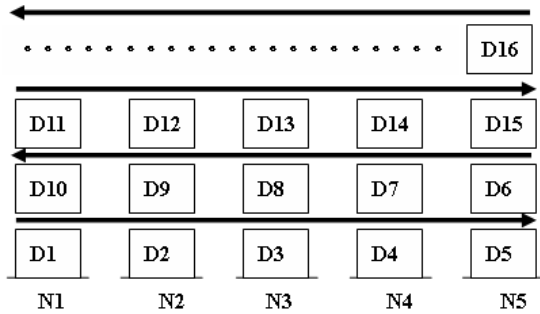 D16
D11 D12 D13 D14 D15
D10 D9 D8 D7 D6
D1 D2 D3 D4 D5
N1 N2 N3 N4 N5